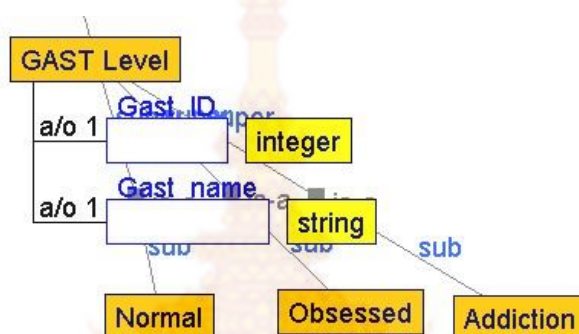 GAST Level
Gast_ID
a/o 1
integer
Gast_name
a/o 1
string
sub
sub
sub
Normal
Obsessed
Addiction